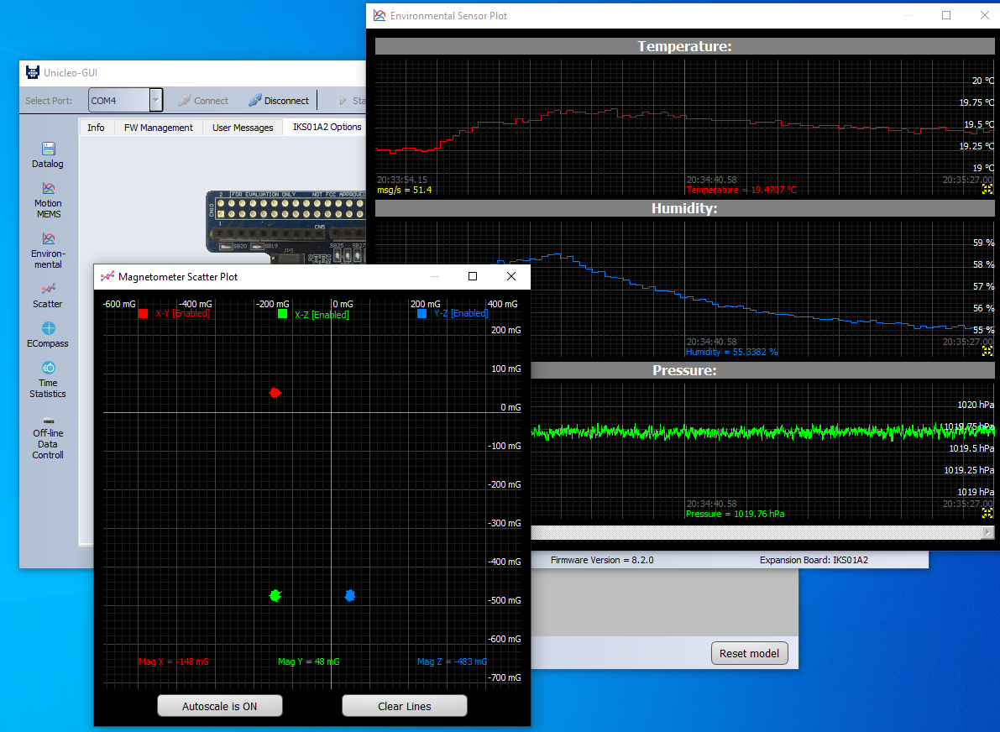 Environmental Sensor Plot
Temperature:
20 ºC
19.75 ºC
19.5 ºC
19.25 ºC
19 ºC
20:33:54.15
20:34:40.58
20:35:27.00
msg/s = 51.4
Temperature = 19.4707 ºC
Humidity:
59 %
58 %
57 %
56 %
55 %
20:34:40.58
20:35:27.00
Humidity = 55.3382 %
Pressure:
1020 hPa
1019.75 hPa
1019.5 hPa
1019.25 hPa
1019 hPa
20:34:40.58
20:35:27.00
Pressure = 1019.76 hPa
Unicleo-GUI
Select Port:
COM4
Connect
Disconnect
Sta
Info
FW Management
User Messages
IKS01A2 Options
Datalog
Motion
MEMS
Environ-
mental
Scatter
ECompass
Time
Statistics
Off-line
Data
Controll
2 FOR EVALUATION ONLY NOT FCC APPROVED
CN10
1
CN5
SB20
SB19
SB25
SB27
JP5
Firmware Version = 8.2.0
Expansion Board: IKS01A2
Reset model
Magnetometer Scatter Plot
-600 mG -400 mG -200 mG 0 mG 200 mG 400 mG
X-Y [Enabled]
X-Z [Enabled]
Y-Z [Enabled]
200 mG
100 mG
0 mG
-100 mG
-200 mG
-300 mG
-400 mG
-500 mG
-600 mG
-700 mG
Mag X = -148 mG
Mag Y = 48 mG
Mag Z = -483 mG
Autoscale is ON
Clear Lines